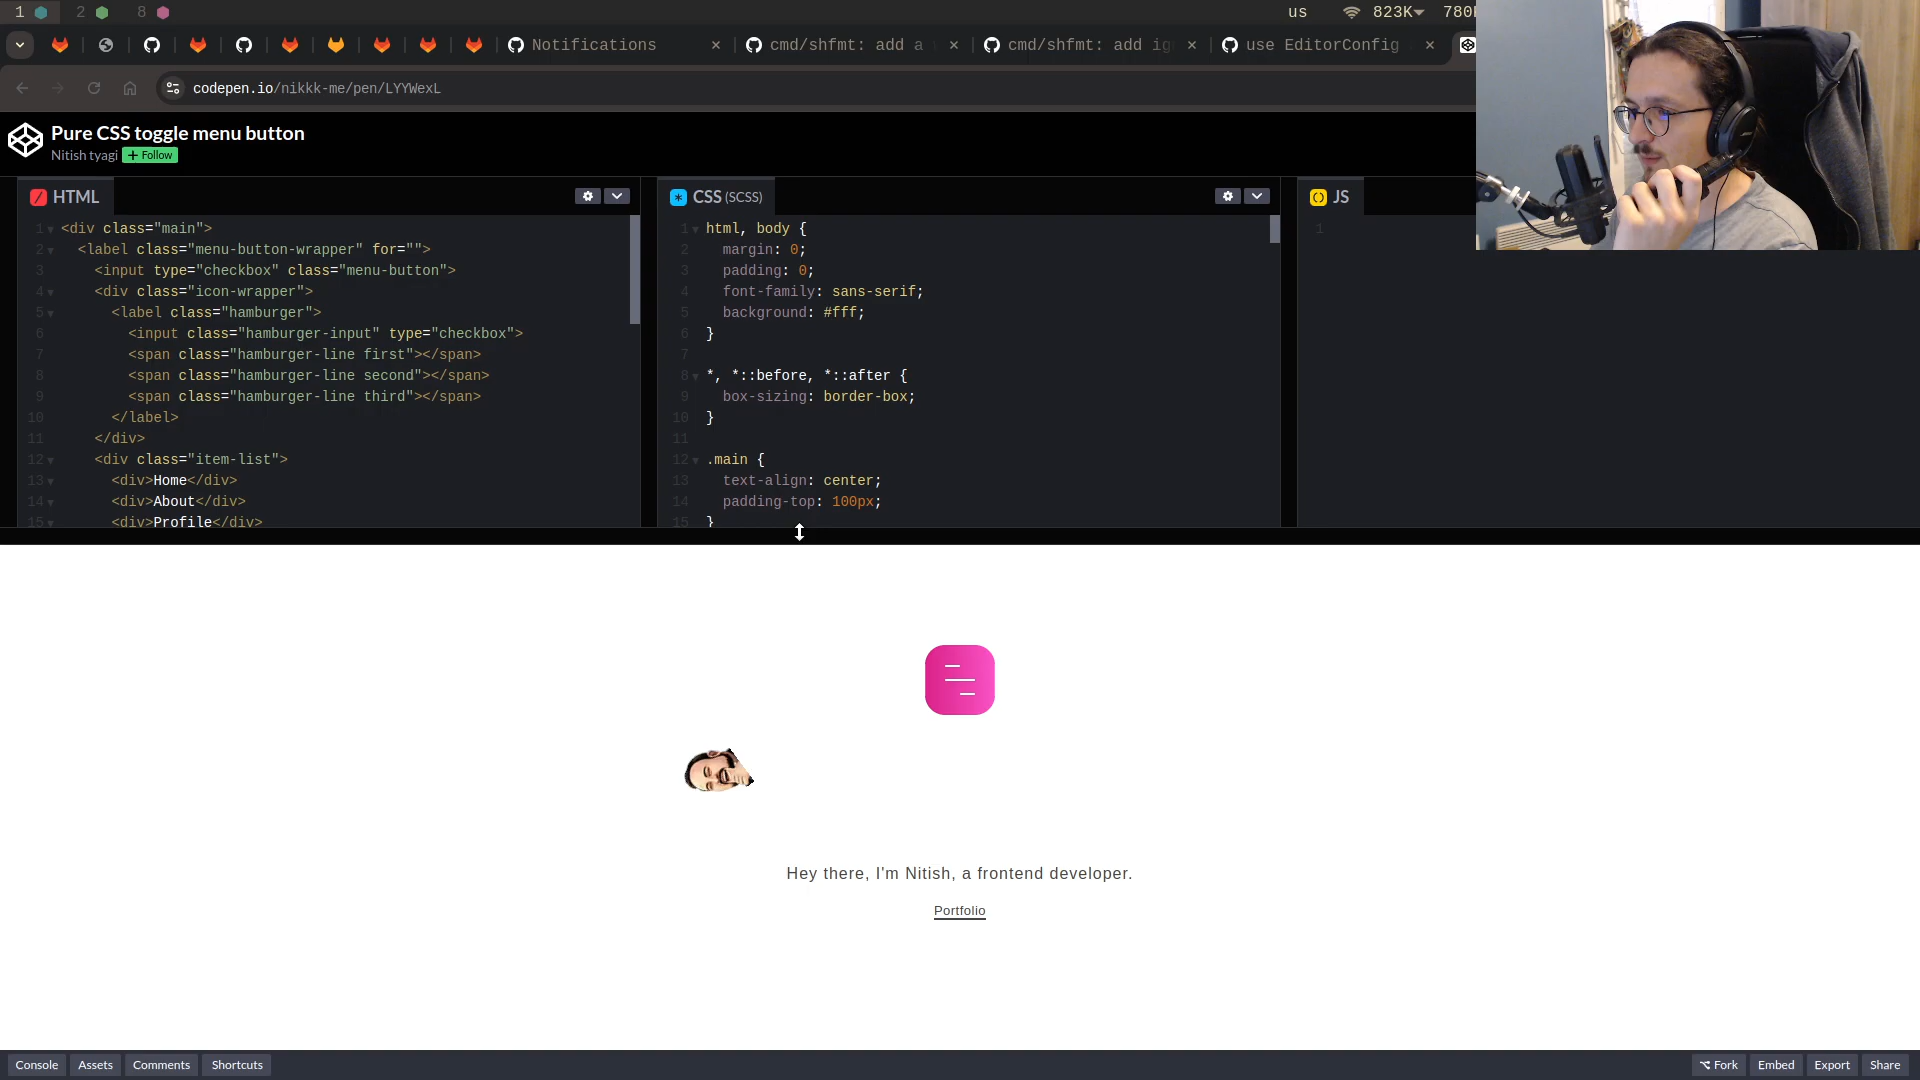 1 2 8 us 823K 780
Notifications × cmd/shfmt: add a × cmd/shfmt: add ig × use EditorConfig ×
codepen.io/nikkk-me/pen/LYYWexL
Pure CSS toggle menu button
Nitish tyagi + Follow
HTML
1 <div class="main">
2 <label class="menu-button-wrapper" for="">
3 <input type="checkbox" class="menu-button">
4 <div class="icon-wrapper">
5 <label class="hamburger">
6 <input class="hamburger-input" type="checkbox">
7 <span class="hamburger-line first"></span>
8 <span class="hamburger-line second"></span>
9 <span class="hamburger-line third"></span>
10 </label>
11 </div>
12 <div class="item-list">
13 <div>Home</div>
14 <div>About</div>
15 <div>Profile</div>
CSS (SCSS)
1 html, body {
2 margin: 0;
3 padding: 0;
4 font-family: sans-serif;
5 background: #fff;
6 }
7
8 *, *::before, *::after {
9 box-sizing: border-box;
10 }
11
12 .main {
13 text-align: center;
14 padding-top: 100px;
15 }
JS
1
Hey there, I'm Nitish, a frontend developer.
Portfolio
Console Assets Comments Shortcuts Fork Embed Export Share